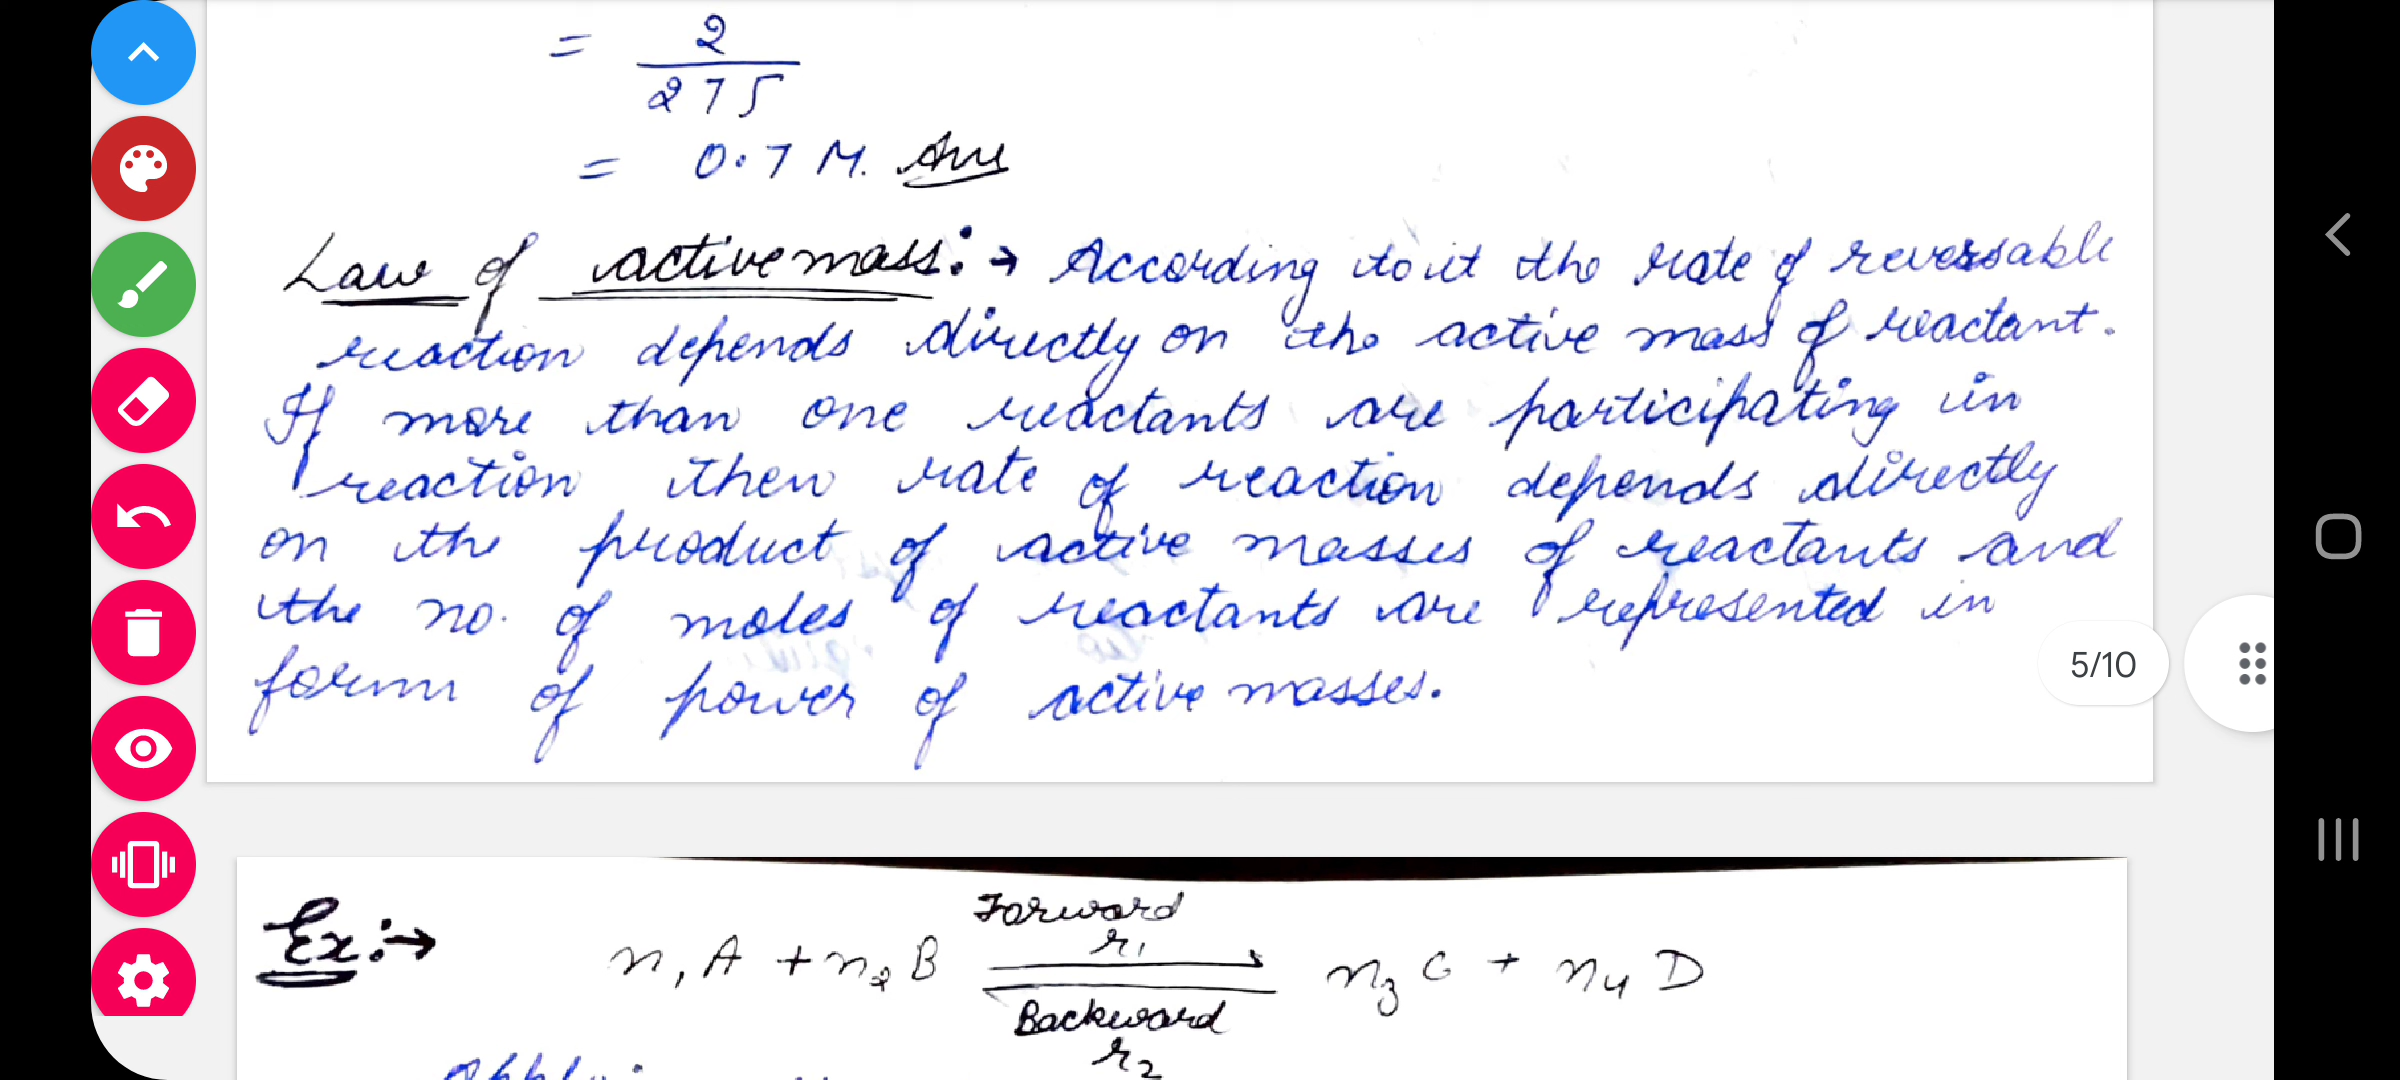 = 2
275
= 0.7 M. Ans
Law of active mass:→ According to it the rate of reversable
reaction depends directly on the active mass of reactant.
If more than one reactants are participating in
reaction then rate of reaction depends directly
on the product of active masses of reactants and
the no. of moles of reactants are represented in
form of power of active masses.
5/10
Ex:→ n₁A + n₂B Forward r₁ ⇌ Backward r₂ n₃C + n₄D